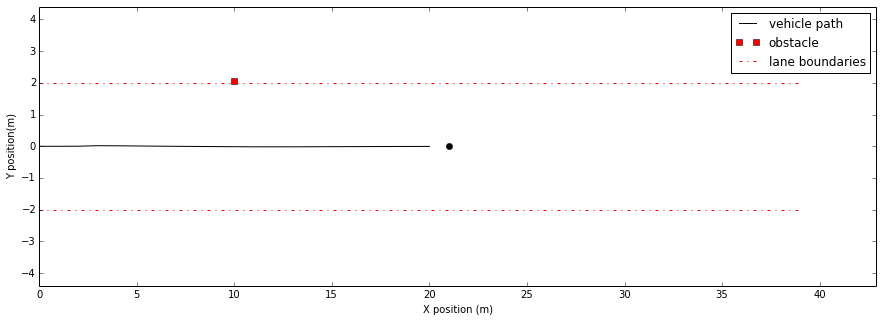 4
3
2
1
0
−1
−2
−3
−4
Y position(m)
0 5 10 15 20 25 30 35 40
X position (m)
vehicle path
obstacle
lane boundaries